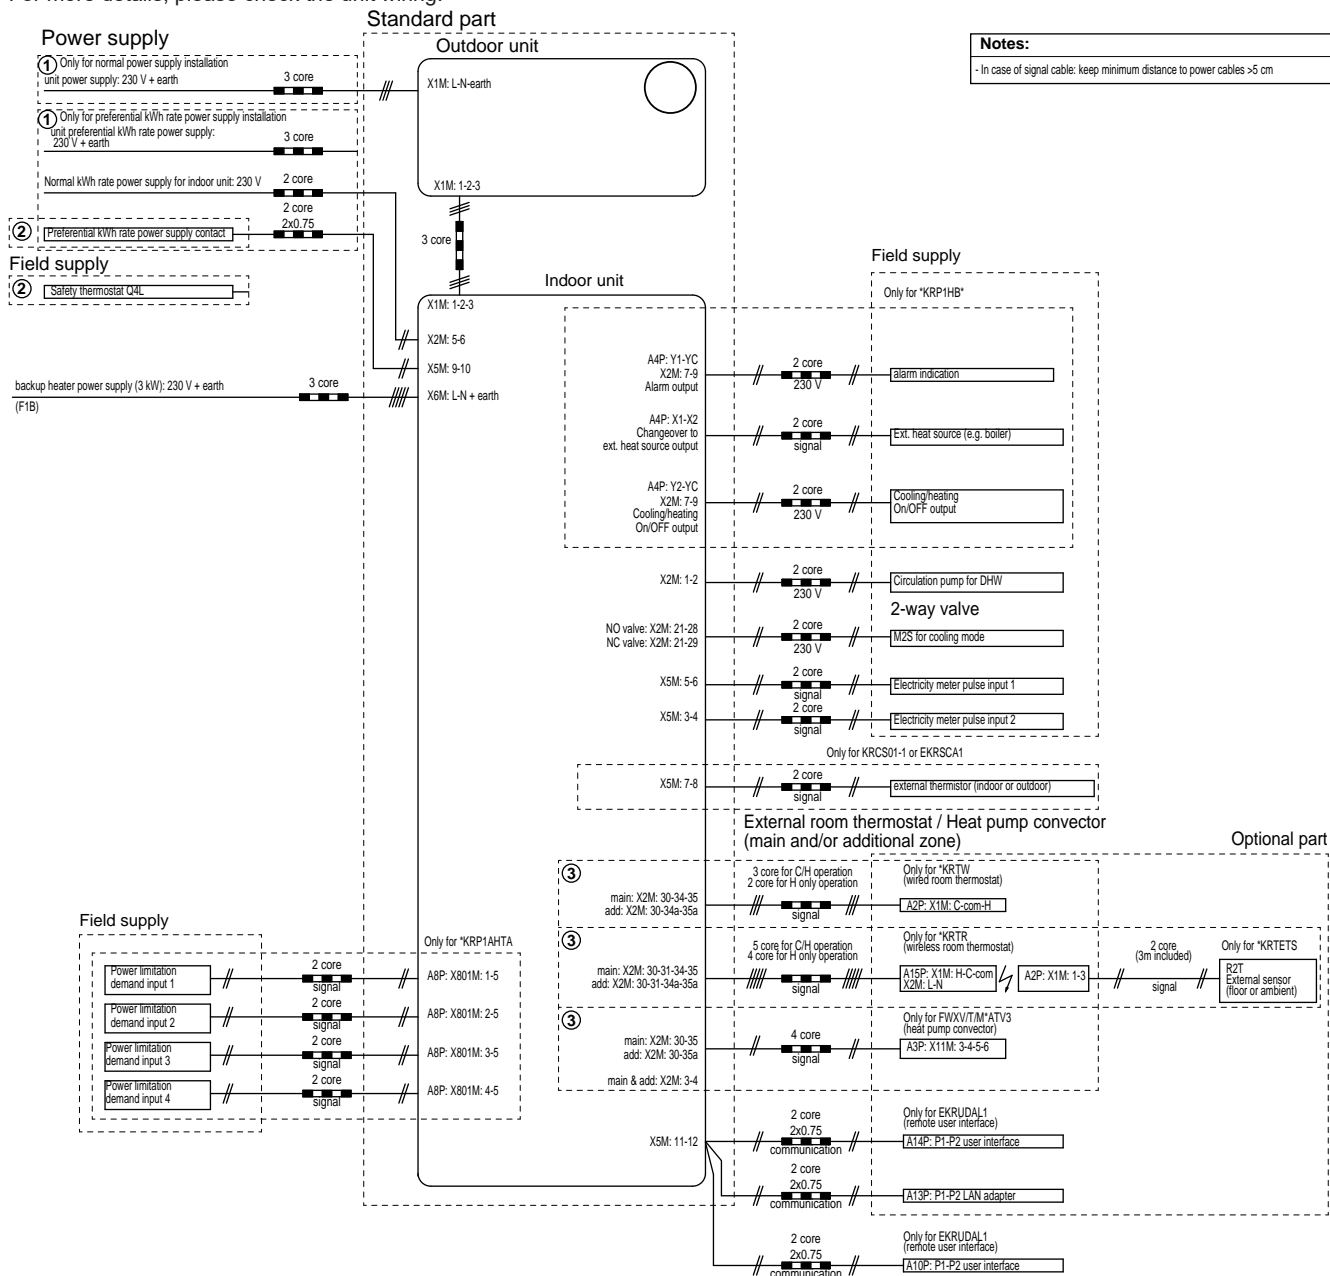 For more details, please check the unit wiring.
Standard part
Power supply
① Only for normal power supply installation
unit power supply: 230 V + earth
3 core
① Only for preferential kWh rate power supply installation
unit preferential kWh rate power supply:
230 V + earth
3 core
Normal kWh rate power supply for indoor unit: 230 V
2 core
2 core
2x0.75
② Preferential kWh rate power supply contact
Field supply
② Safety thermostat Q4L
backup heater power supply (3 kW): 230 V + earth
(F1B)
3 core
Outdoor unit
X1M: L-N-earth
X1M: 1-2-3
3 core
Indoor unit
X1M: 1-2-3
X2M: 5-6
X5M: 9-10
X6M: L-N + earth
Notes:
- In case of signal cable: keep minimum distance to power cables >5 cm
Field supply
Only for *KRP1HB*
A4P: Y1-YC
X2M: 7-9
Alarm output
2 core
230 V
alarm indication
A4P: X1-X2
Changeover to
ext. heat source output
2 core
signal
Ext. heat source (e.g. boiler)
A4P: Y2-YC
X2M: 7-9
Cooling/heating
On/OFF output
2 core
230 V
Cooling/heating
On/OFF output
X2M: 1-2
2 core
230 V
Circulation pump for DHW
2-way valve
NO valve: X2M: 21-28
NC valve: X2M: 21-29
2 core
230 V
M2S for cooling mode
X5M: 5-6
2 core
signal
Electricity meter pulse input 1
X5M: 3-4
2 core
signal
Electricity meter pulse input 2
Only for KRCS01-1 or EKRSCA1
X5M: 7-8
2 core
signal
external thermistor (indoor or outdoor)
External room thermostat / Heat pump convector
(main and/or additional zone)
Optional part
③
main: X2M: 30-34-35
add: X2M: 30-34a-35a
3 core for C/H operation
2 core for H only operation
signal
Only for *KRTW
(wired room thermostat)
A2P: X1M: C-com-H
③
main: X2M: 30-31-34-35
add: X2M: 30-31-34a-35a
5 core for C/H operation
4 core for H only operation
signal
Only for *KRTR
(wireless room thermostat)
A15P: X1M: H-C-com
X2M: L-N
A2P: X1M: 1-3
2 core
(3m included)
signal
Only for *KRTETS
R2T
External sensor
(floor or ambient)
③
main: X2M: 30-35
add: X2M: 30-35a
main & add: X2M: 3-4
4 core
signal
Only for FWXV/T/M*ATV3
(heat pump convector)
A3P: X11M: 3-4-5-6
X5M: 11-12
2 core
2x0.75
communication
Only for EKRUDAL1
(remote user interface)
A14P: P1-P2 user interface
2 core
2x0.75
communication
A13P: P1-P2 LAN adapter
2 core
2x0.75
communication
Only for EKRUDAL1
(remote user interface)
A10P: P1-P2 user interface
Field supply
Only for *KRP1AHTA
Power limitation
demand input 1
2 core
signal
A8P: X801M: 1-5
Power limitation
demand input 2
2 core
signal
A8P: X801M: 2-5
Power limitation
demand input 3
2 core
signal
A8P: X801M: 3-5
Power limitation
demand input 4
2 core
signal
A8P: X801M: 4-5